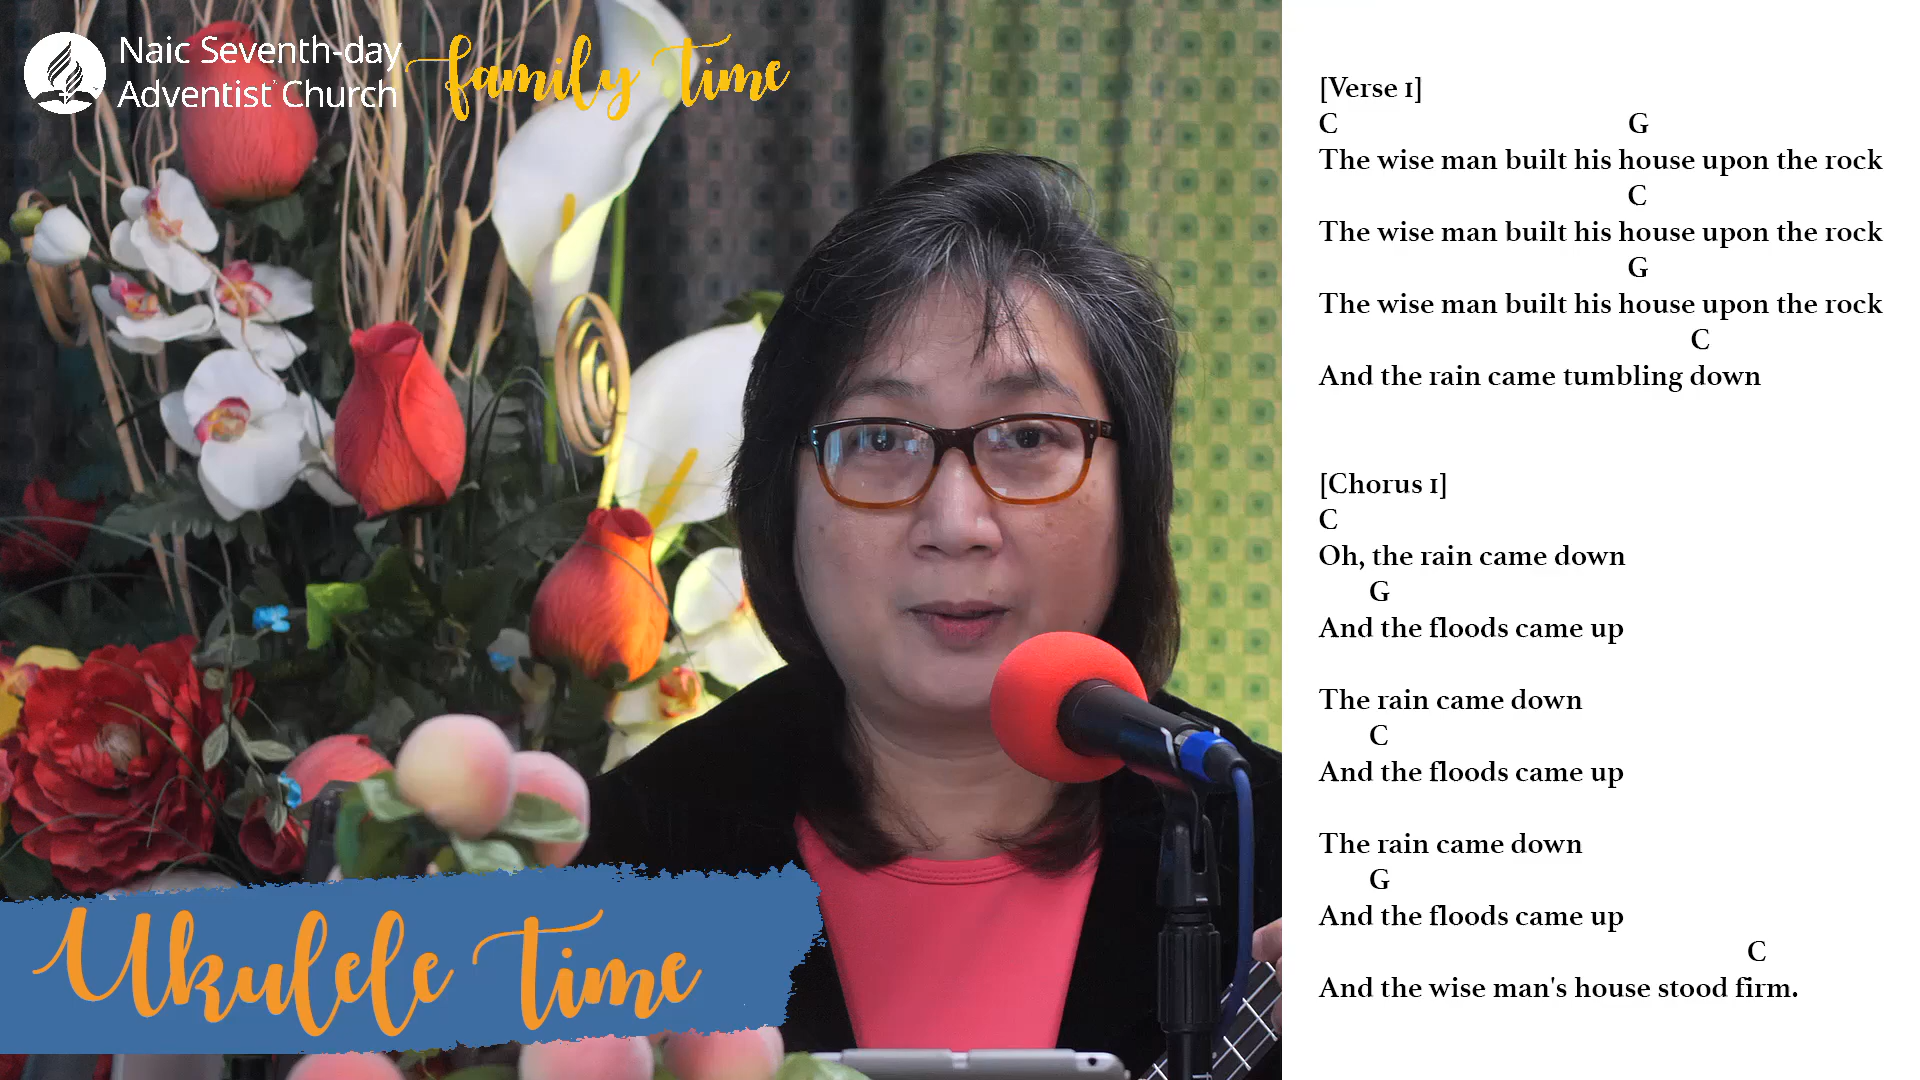 Naic Seventh-day
Adventist Church
family time
[Verse 1]
C G
The wise man built his house upon the rock
C
The wise man built his house upon the rock
G
The wise man built his house upon the rock
C
And the rain came tumbling down
[Chorus 1]
C
Oh, the rain came down
G
And the floods came up
The rain came down
C
And the floods came up
The rain came down
G
And the floods came up
C
And the wise man's house stood firm.
Ukulele time